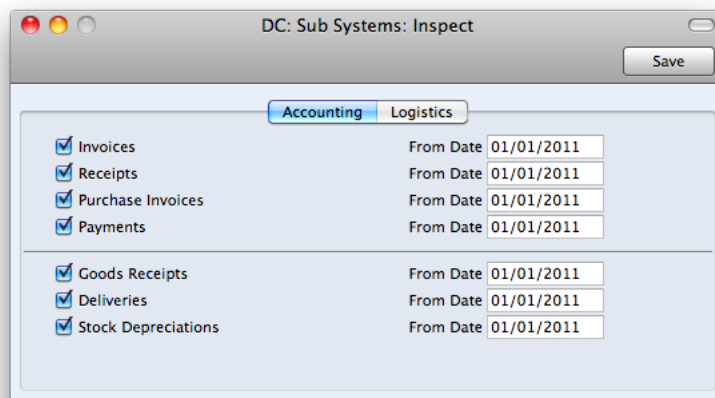 DC: Sub Systems: Inspect
Save
Accounting Logistics
Invoices From Date 01/01/2011
Receipts From Date 01/01/2011
Purchase Invoices From Date 01/01/2011
Payments From Date 01/01/2011
Goods Receipts From Date 01/01/2011
Deliveries From Date 01/01/2011
Stock Depreciations From Date 01/01/2011